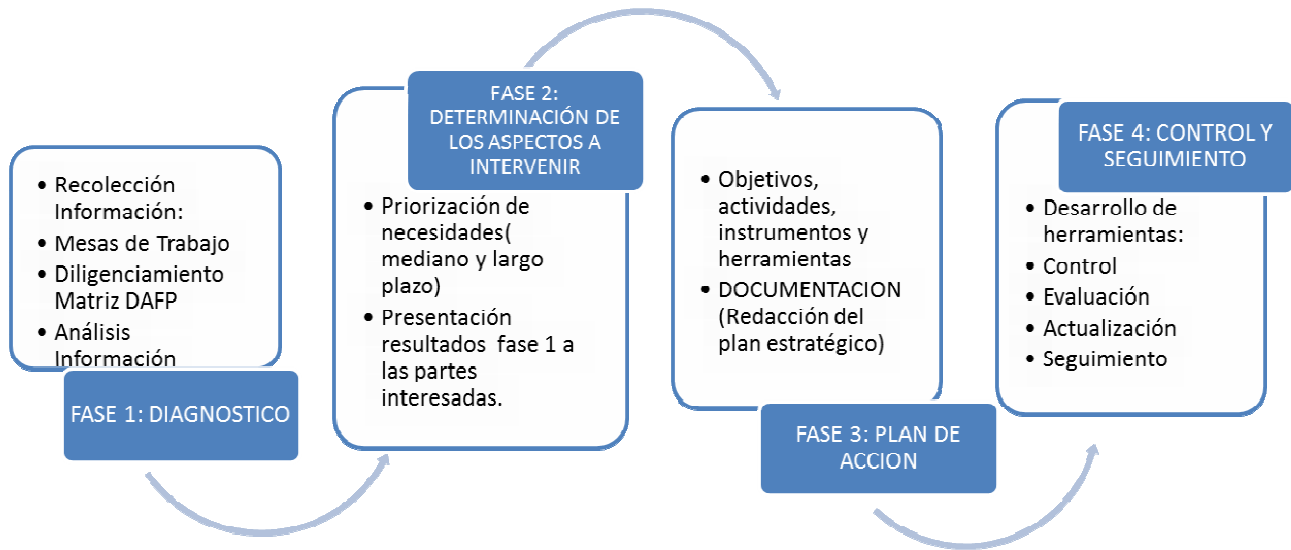 • Recolección
Información:
• Mesas de Trabajo
• Diligenciamiento
Matriz DAFP
• Análisis
Información
FASE 1: DIAGNOSTICO
FASE 2:
DETERMINACIÓN DE
LOS ASPECTOS A
INTERVENIR
• Priorización de
necesidades(
mediano y largo
plazo)
• Presentación
resultados fase 1 a
las partes
interesadas.
• Objetivos,
actividades,
instrumentos y
herramientas
• DOCUMENTACION
(Redacción del
plan estratégico)
FASE 3: PLAN DE
ACCION
FASE 4: CONTROL Y
SEGUIMIENTO
• Desarrollo de
herramientas:
• Control
• Evaluación
• Actualización
• Seguimiento